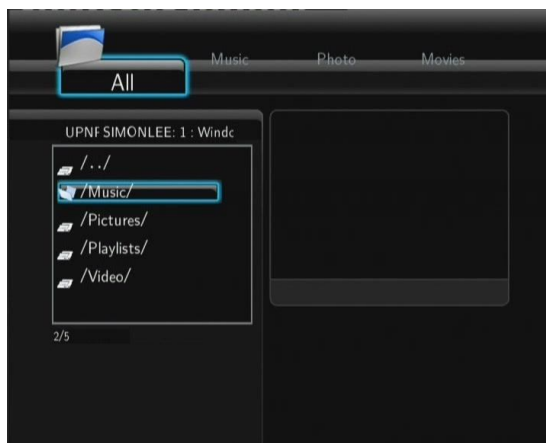 Music Photo Movies
All
UPNF SIMONLEE: 1 : Windc
/../
/Music/
/Pictures/
/Playlists/
/Video/
2/5